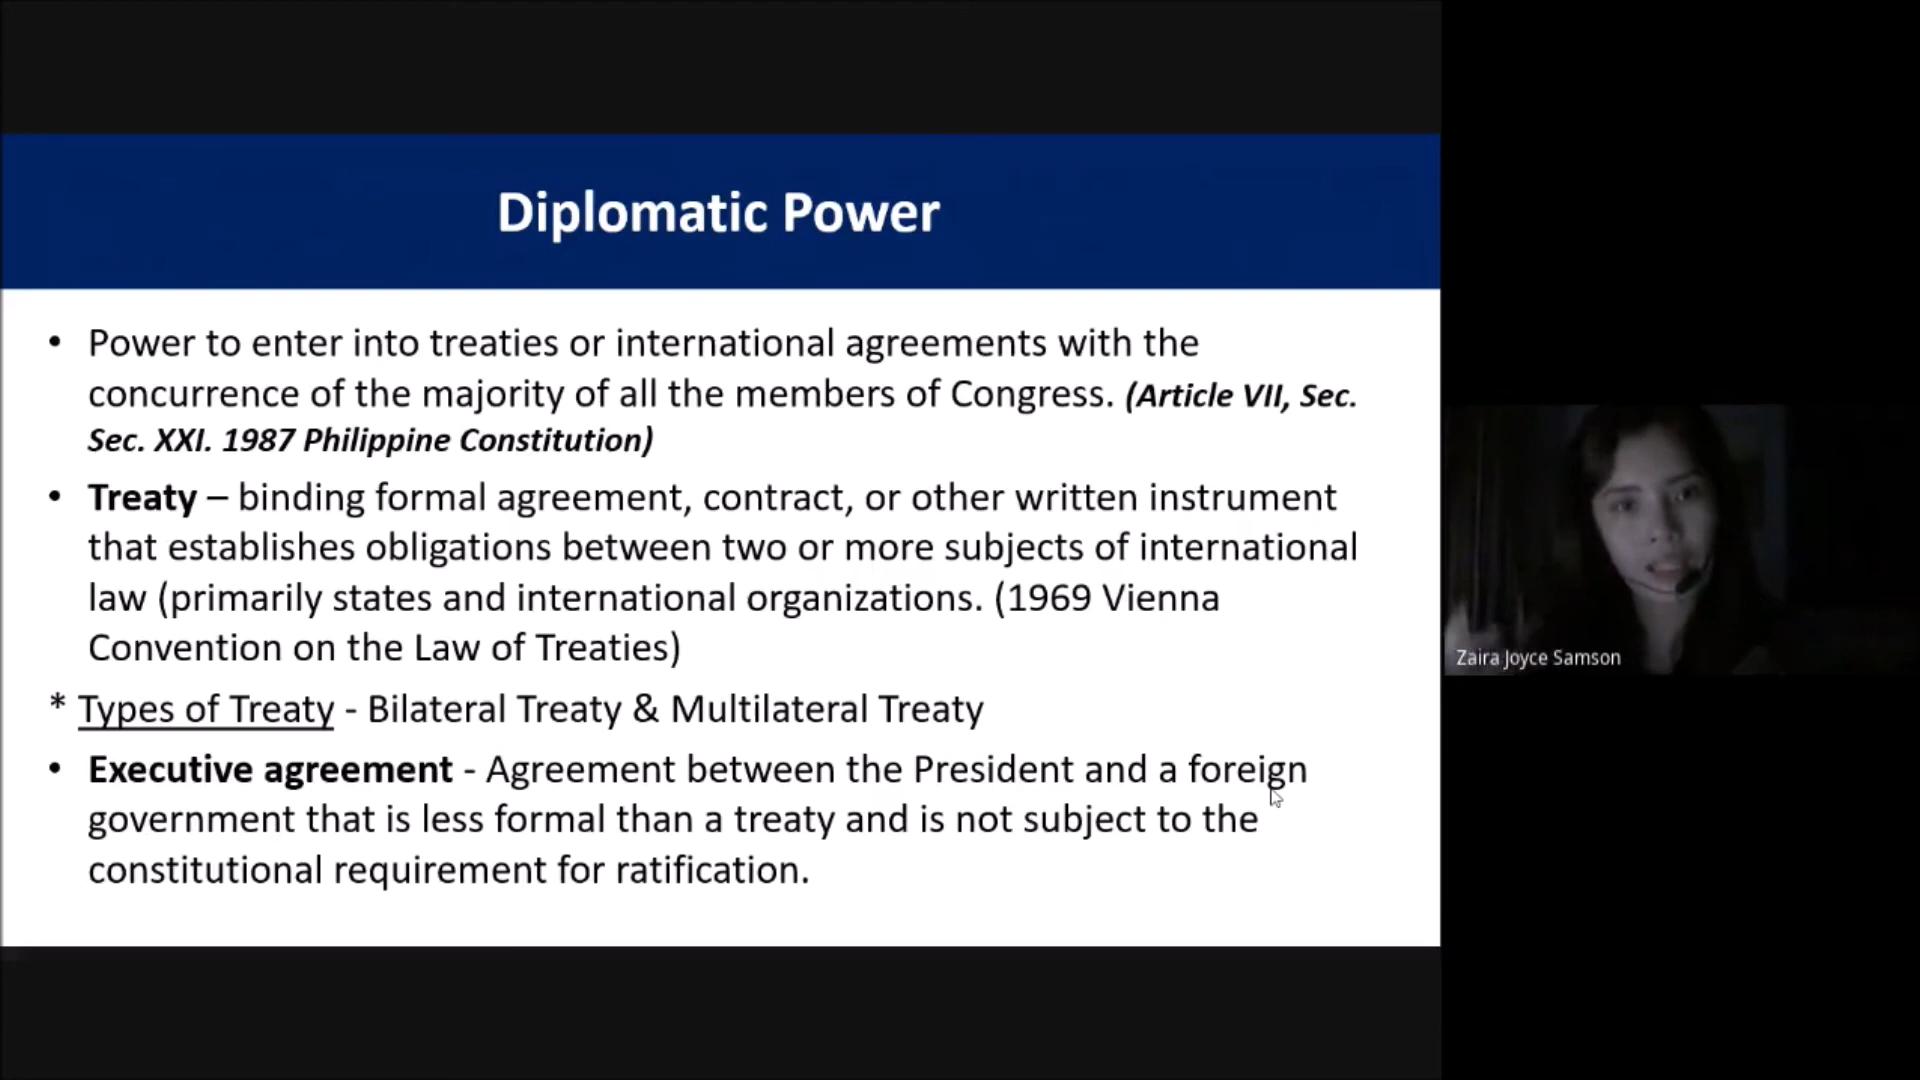 Diplomatic Power
• Power to enter into treaties or international agreements with the
concurrence of the majority of all the members of Congress. (Article VII, Sec.
Sec. XXI. 1987 Philippine Constitution)
• Treaty – binding formal agreement, contract, or other written instrument
that establishes obligations between two or more subjects of international
law (primarily states and international organizations. (1969 Vienna
Convention on the Law of Treaties)
* Types of Treaty - Bilateral Treaty & Multilateral Treaty
• Executive agreement - Agreement between the President and a foreign
government that is less formal than a treaty and is not subject to the
constitutional requirement for ratification.
Zaira Joyce Samson